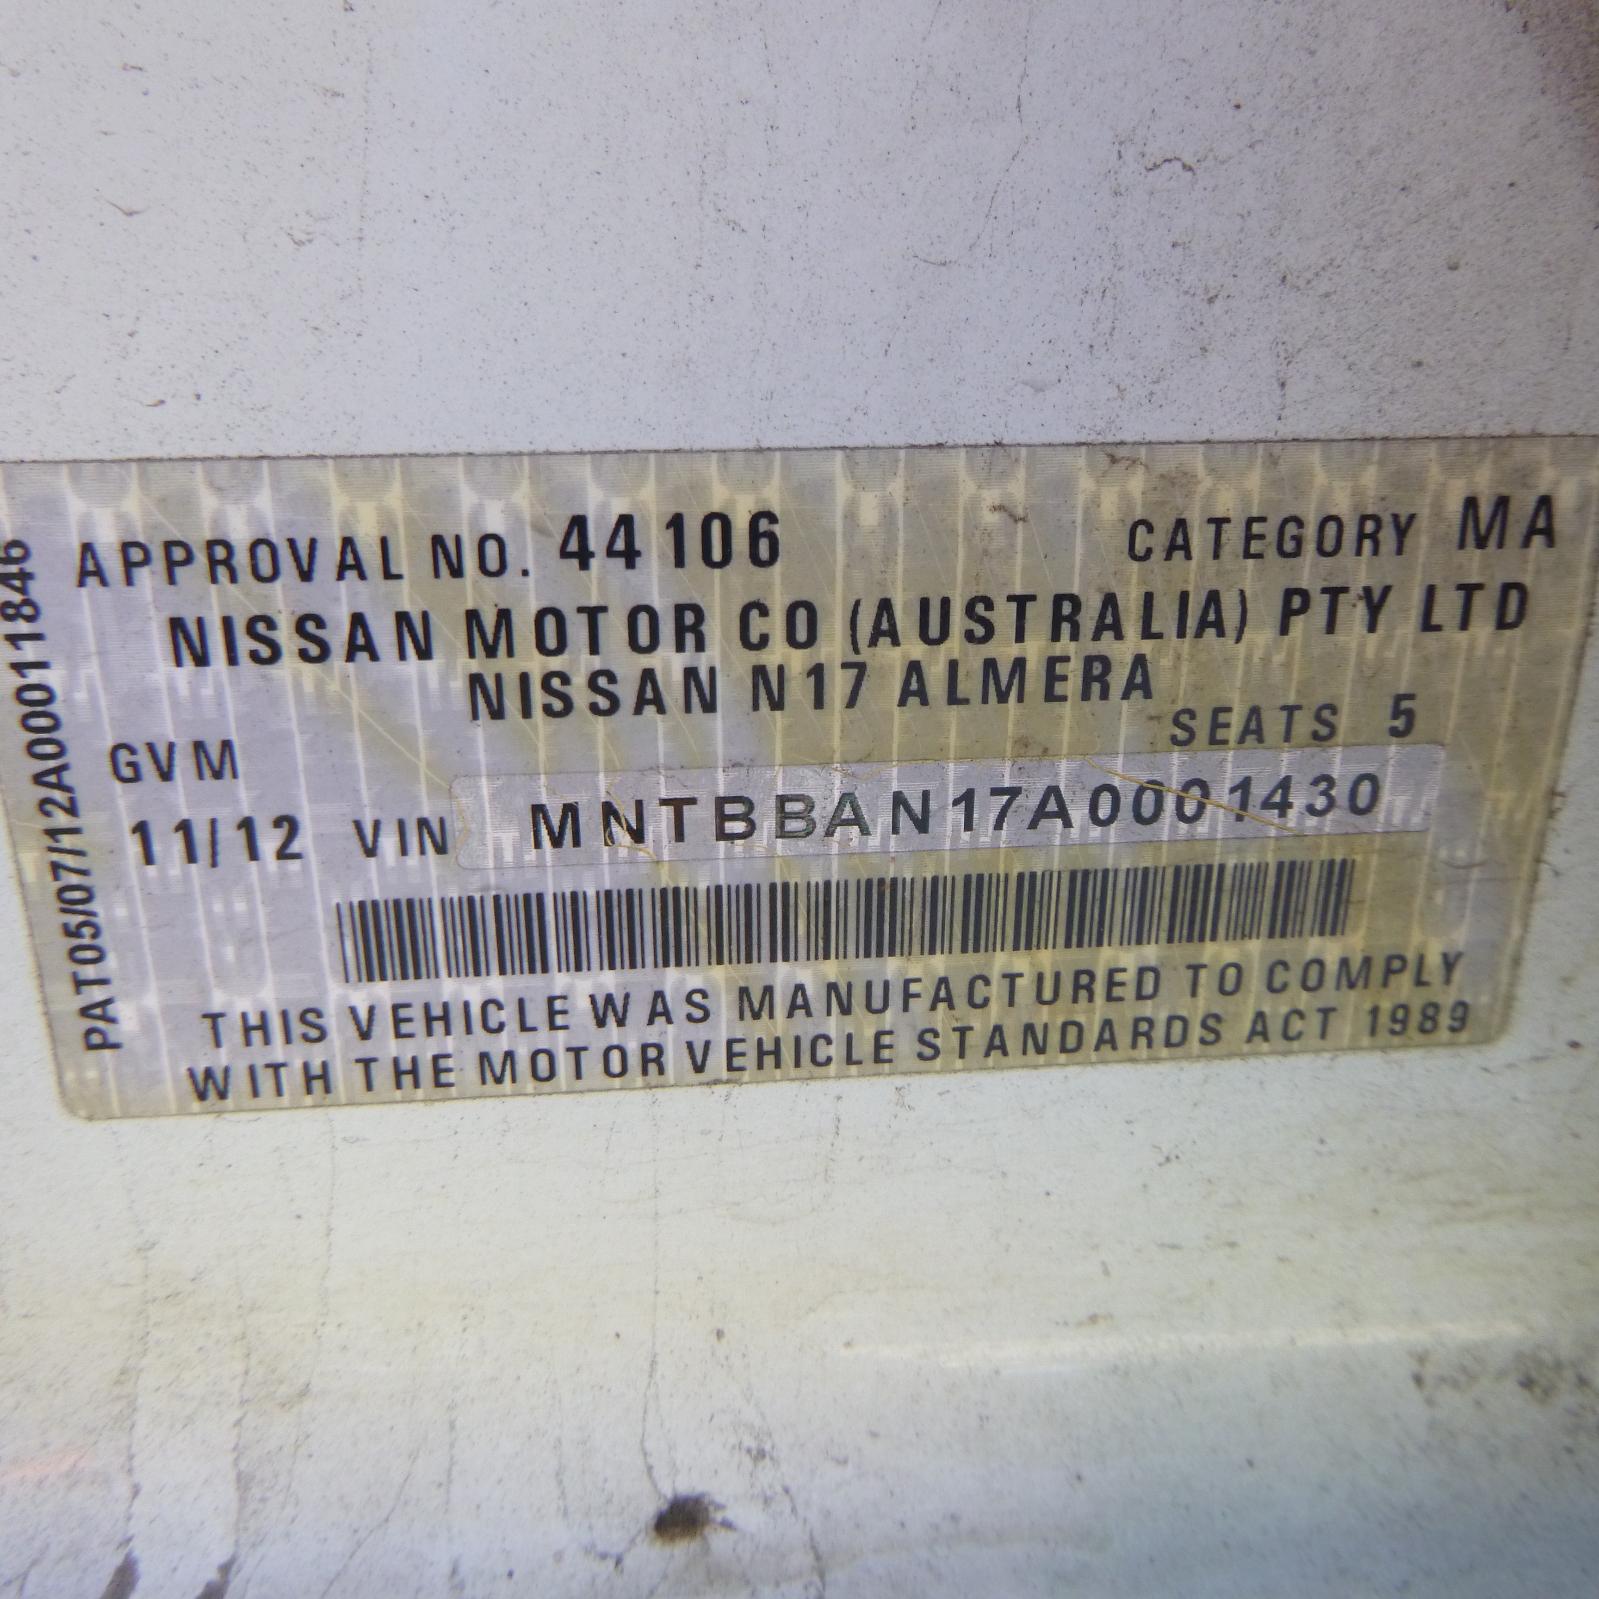 APPROVAL NO. 44106 CATEGORY MA
NISSAN MOTOR CO (AUSTRALIA) PTY LTD
NISSAN N17 ALMERA
GVM SEATS 5
11/12 VIN MNTBBAN17A0001430
THIS VEHICLE WAS MANUFACTURED TO COMPLY
WITH THE MOTOR VEHICLE STANDARDS ACT 1989
PAT05/07/12A000111846